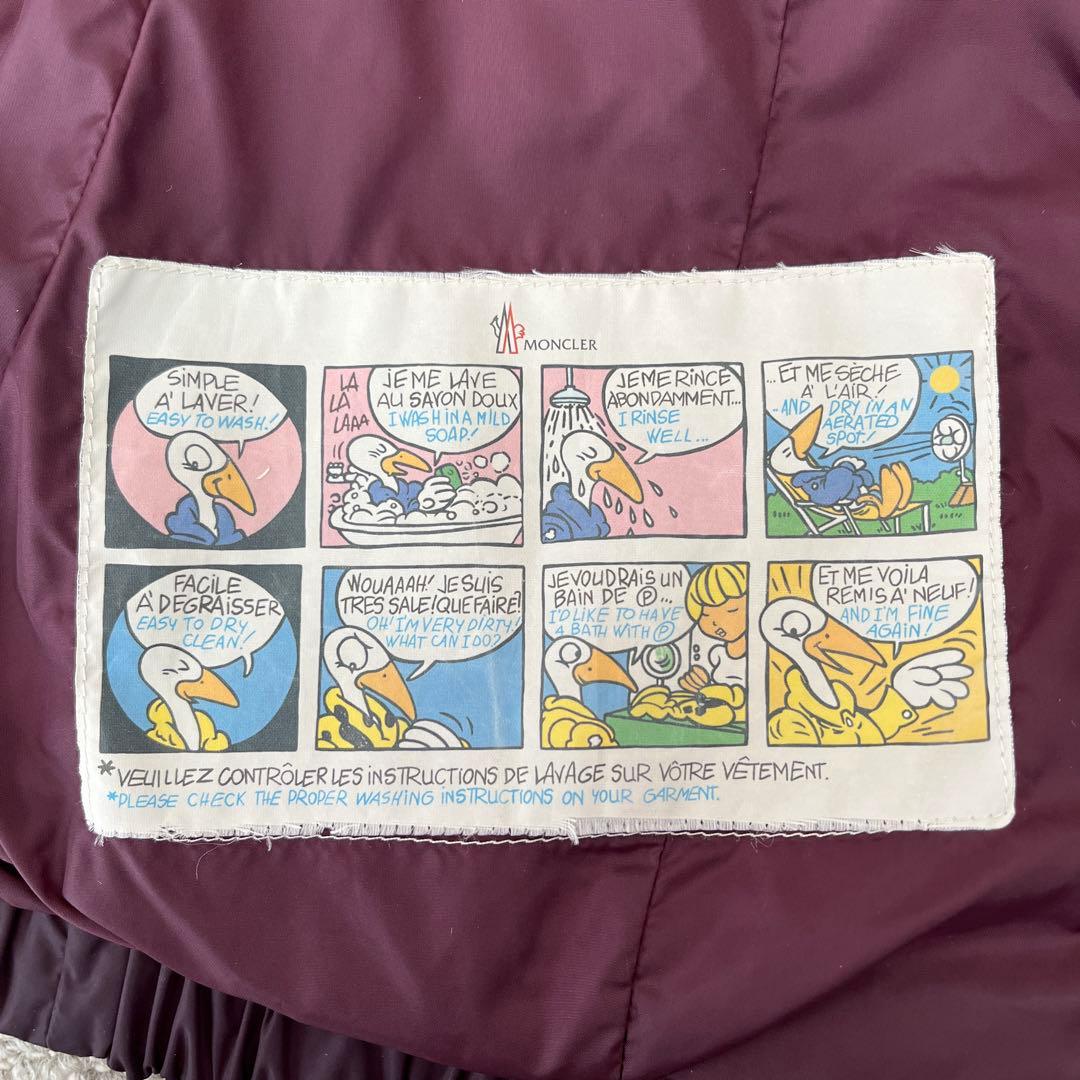 MONCLER
SIMPLE
A' LAVER!
EASY TO WASH!
LA
LA
LAAA
JE ME LAVE
AU SAYON DOUX
I WASH IN A MILD
SOAP!
JE ME RINCE
ABONDAMMENT...
I RINSE
WELL...
...ET ME SÈCHE
A' L'AIR!
...AND DRY IN AN
AERATED
SPOT!
FACILE
A' DEGRAISSER
EASY TO DRY
CLEAN!
WOUAAAH! JE SUIS
TRES SALE! QUE FAIRE?
OH! I'M VERY DIRTY!
WHAT CAN I DO?
JE VOUDRAIS UN
BAIN DE Ⓟ...
I'D LIKE TO HAVE
A BATH WITH Ⓟ
ET ME VOILA
REMIS A' NEUF!
AND I'M FINE
AGAIN!
*VEUILLEZ CONTRÔLER LES INSTRUCTIONS DE LAVAGE SUR VÔTRE VÊTEMENT.
*PLEASE CHECK THE PROPER WASHING INSTRUCTIONS ON YOUR GARMENT.